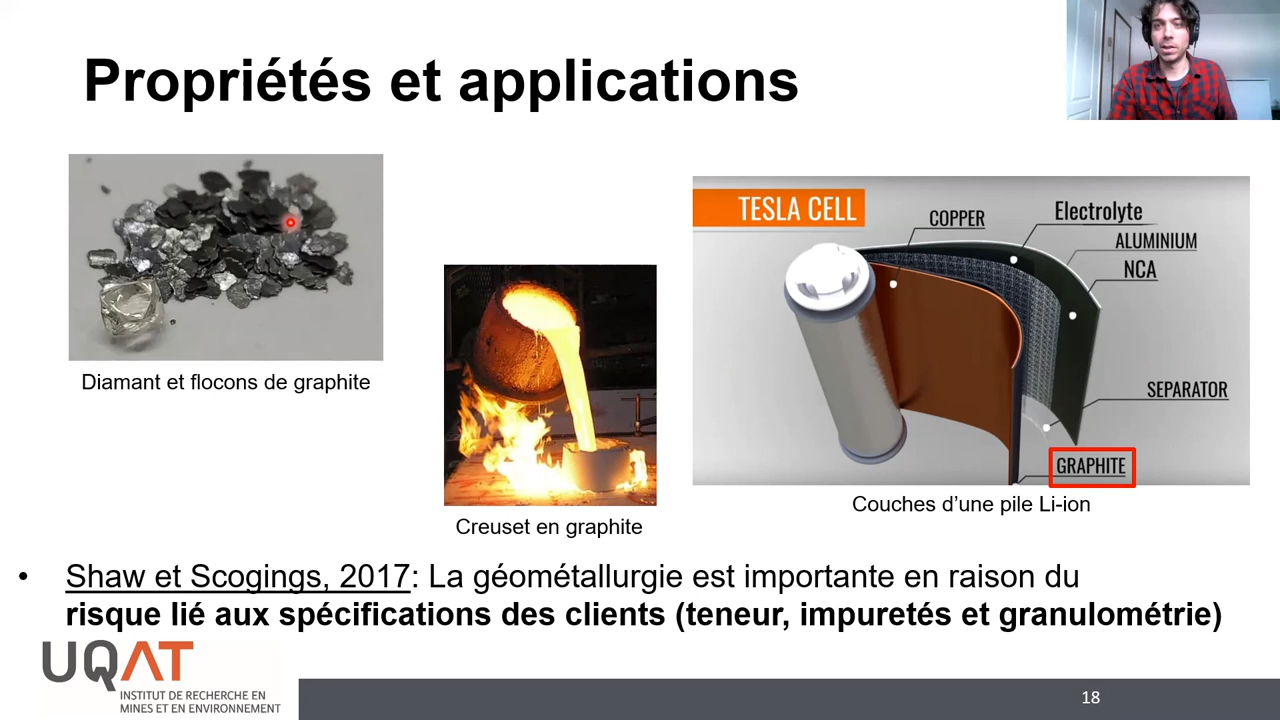 Propriétés et applications
TESLA CELL
COPPER
Electrolyte
ALUMINIUM
NCA
SEPARATOR
GRAPHITE
Diamant et flocons de graphite
Couches d’une pile Li-ion
Creuset en graphite
• Shaw et Scogings, 2017: La géométallurgie est importante en raison du
risque lié aux spécifications des clients (teneur, impuretés et granulométrie)
UQAT
INSTITUT DE RECHERCHE EN
MINES ET EN ENVIRONNEMENT
18